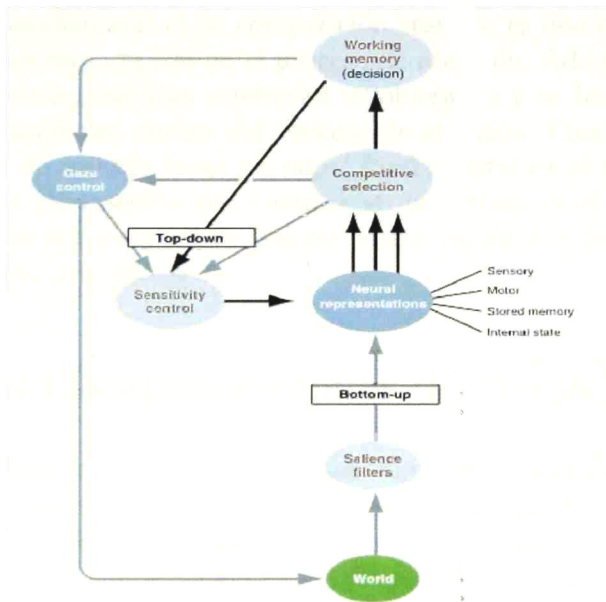 Working
memory
(decision)
Gaze
control
Competitive
selection
Top-down
Sensitivity
control
Neural
representations
Sensory
Motor
Stored memory
Internal state
Bottom-up
Salience
filters
World